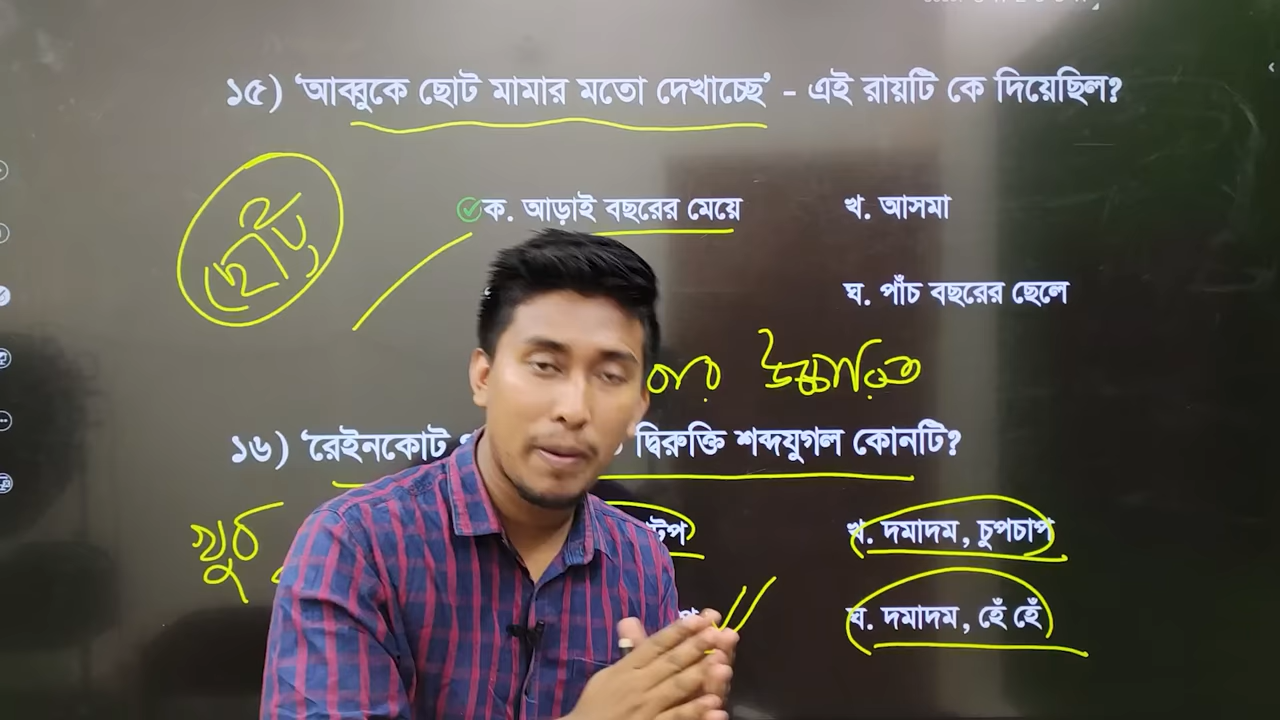 ১৫) ‘আব্বুকে ছোট মামার মতো দেখাচ্ছে’ - এই রায়টি কে দিয়েছিল?
ক. আড়াই বছরের মেয়ে খ. আসমা
ঘ. পাঁচ বছরের ছেলে
উচ্চারিত
১৬) ‘রেইনকোট দ্বিরুক্তি শব্দযুগল কোনটি?
খ. দমাদম, চুপচাপ
ঘ. দমাদম, হেঁ হেঁ